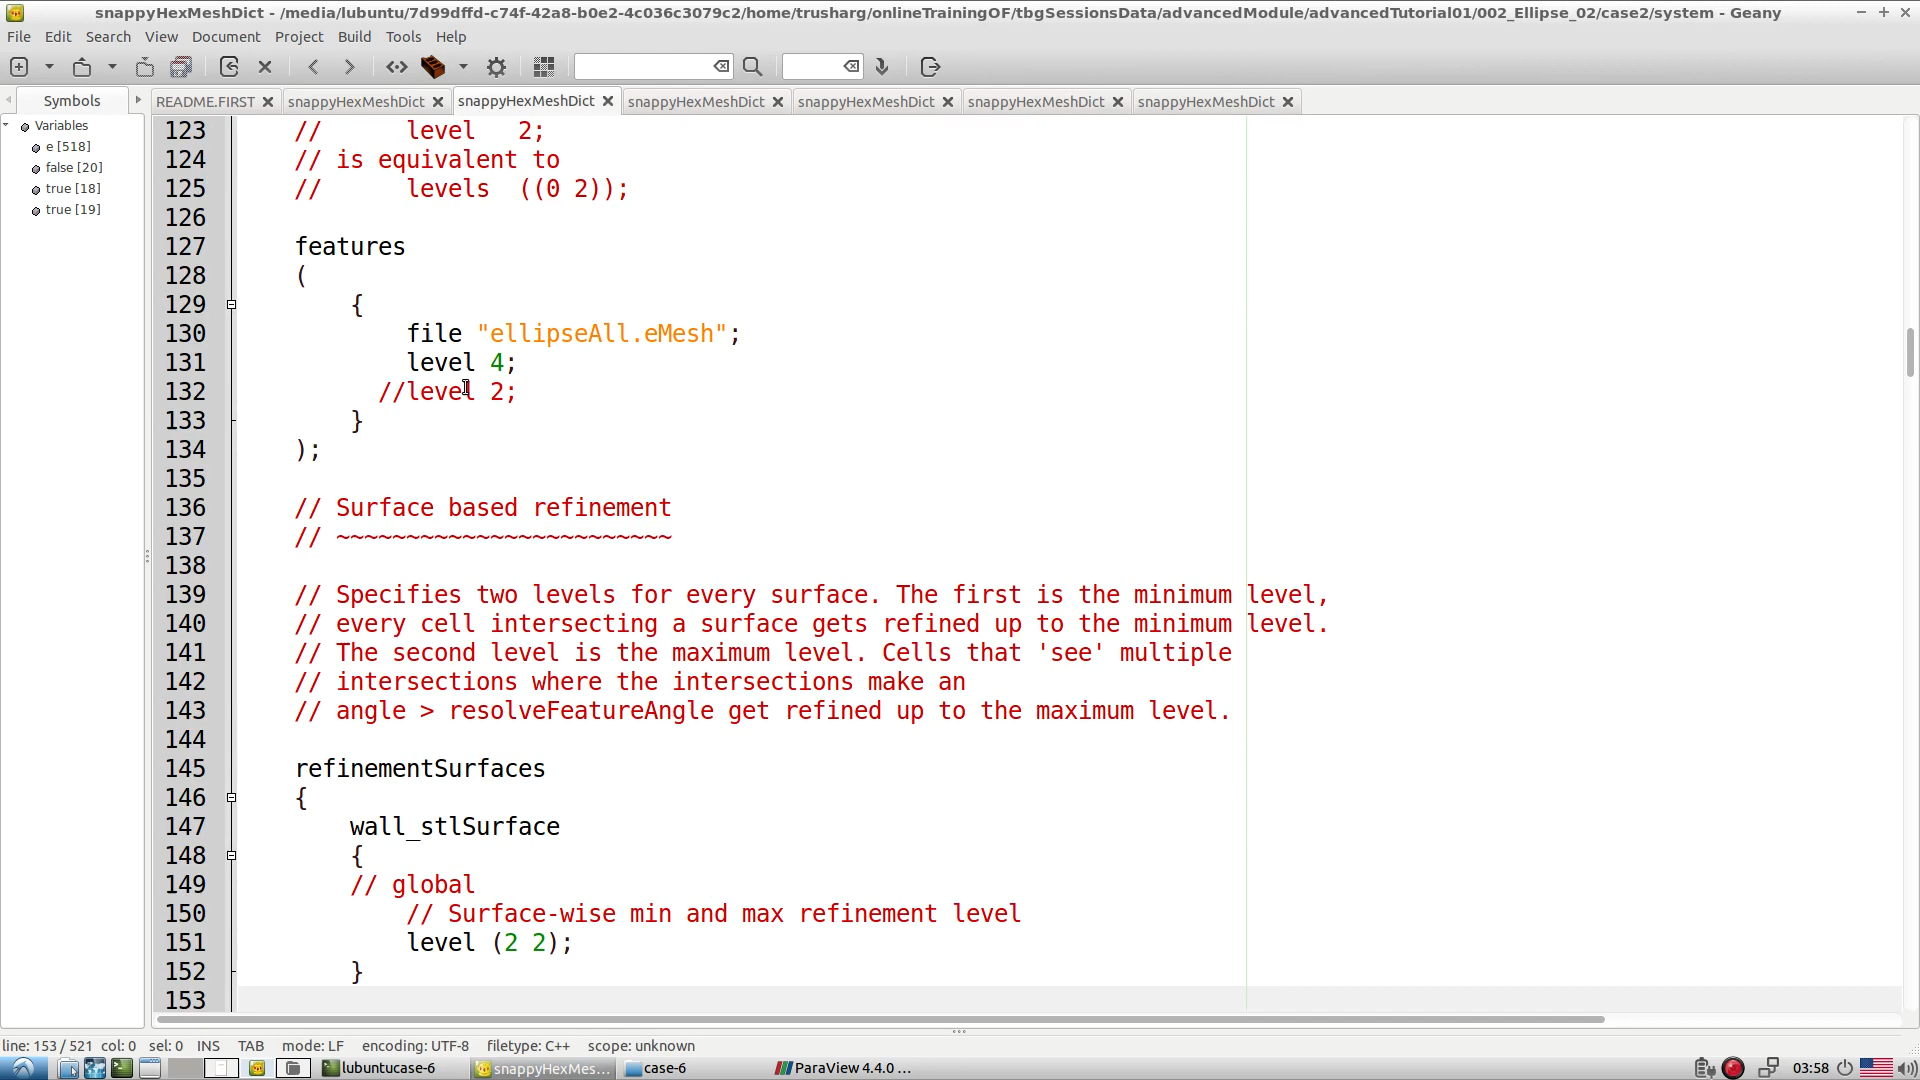 snappyHexMeshDict - /media/lubuntu/7d99dffd-c74f-42a8-b0e2-4c036c3079c2/home/trusharg/onlineTrainingOF/tbgSessionsData/advancedModule/advancedTutorial01/002_Ellipse_02/case2/system - Geany
File Edit Search View Document Project Build Tools Help
Symbols README.FIRST snappyHexMeshDict snappyHexMeshDict snappyHexMeshDict snappyHexMeshDict snappyHexMeshDict snappyHexMeshDict
Variables
e [518]
false [20]
true [18]
true [19]
123 // level 2;
124 // is equivalent to
125 // levels ((0 2));
126
127 features
128 (
129 {
130 file "ellipseAll.eMesh";
131 level 4;
132 //level 2;
133 }
134 );
135
136 // Surface based refinement
137 // ~~~~~~~~~~~~~~~~~~~~~~~~
138
139 // Specifies two levels for every surface. The first is the minimum level,
140 // every cell intersecting a surface gets refined up to the minimum level.
141 // The second level is the maximum level. Cells that 'see' multiple
142 // intersections where the intersections make an
143 // angle > resolveFeatureAngle get refined up to the maximum level.
144
145 refinementSurfaces
146 {
147 wall_stlSurface
148 {
149 // global
150 // Surface-wise min and max refinement level
151 level (2 2);
152 }
153
line: 153 / 521 col: 0 sel: 0 INS TAB mode: LF encoding: UTF-8 filetype: C++ scope: unknown
lubuntucase-6 snappyHexMes... case-6 ParaView 4.4.0 ... 03:58